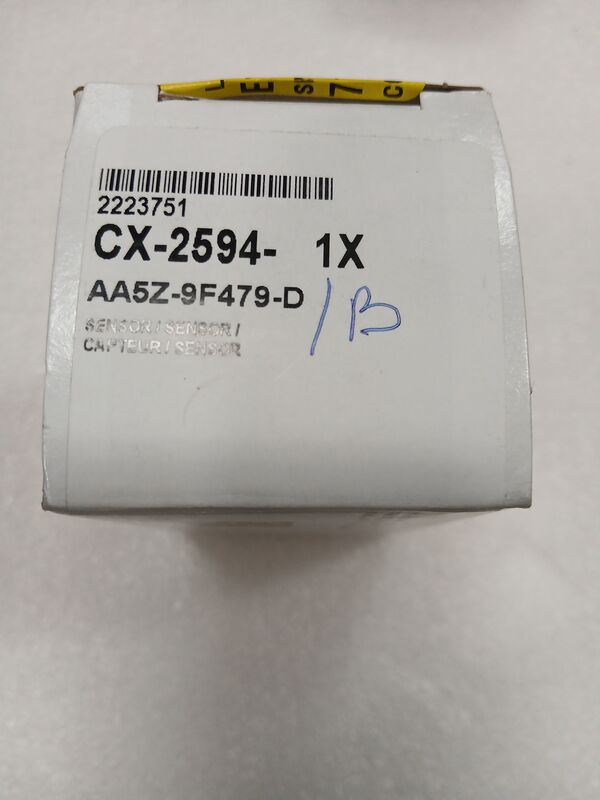 2223751
CX-2594- 1X
AA5Z-9F479-D /B
SENSOR / SENSOR /
CAPTEUR / SENSOR